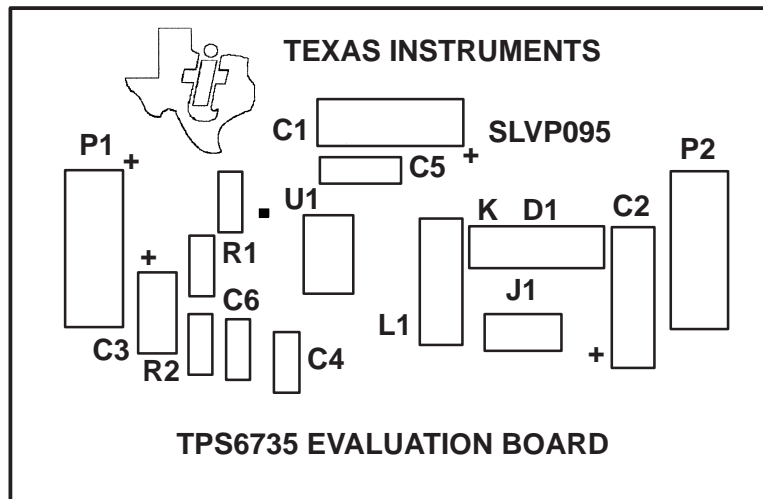 TEXAS INSTRUMENTS
C1
SLVP095
P1
+
+
C5
P2
U1
K D1
C2
R1
+
C6
J1
L1
C3
R2
C4
+
TPS6735 EVALUATION BOARD